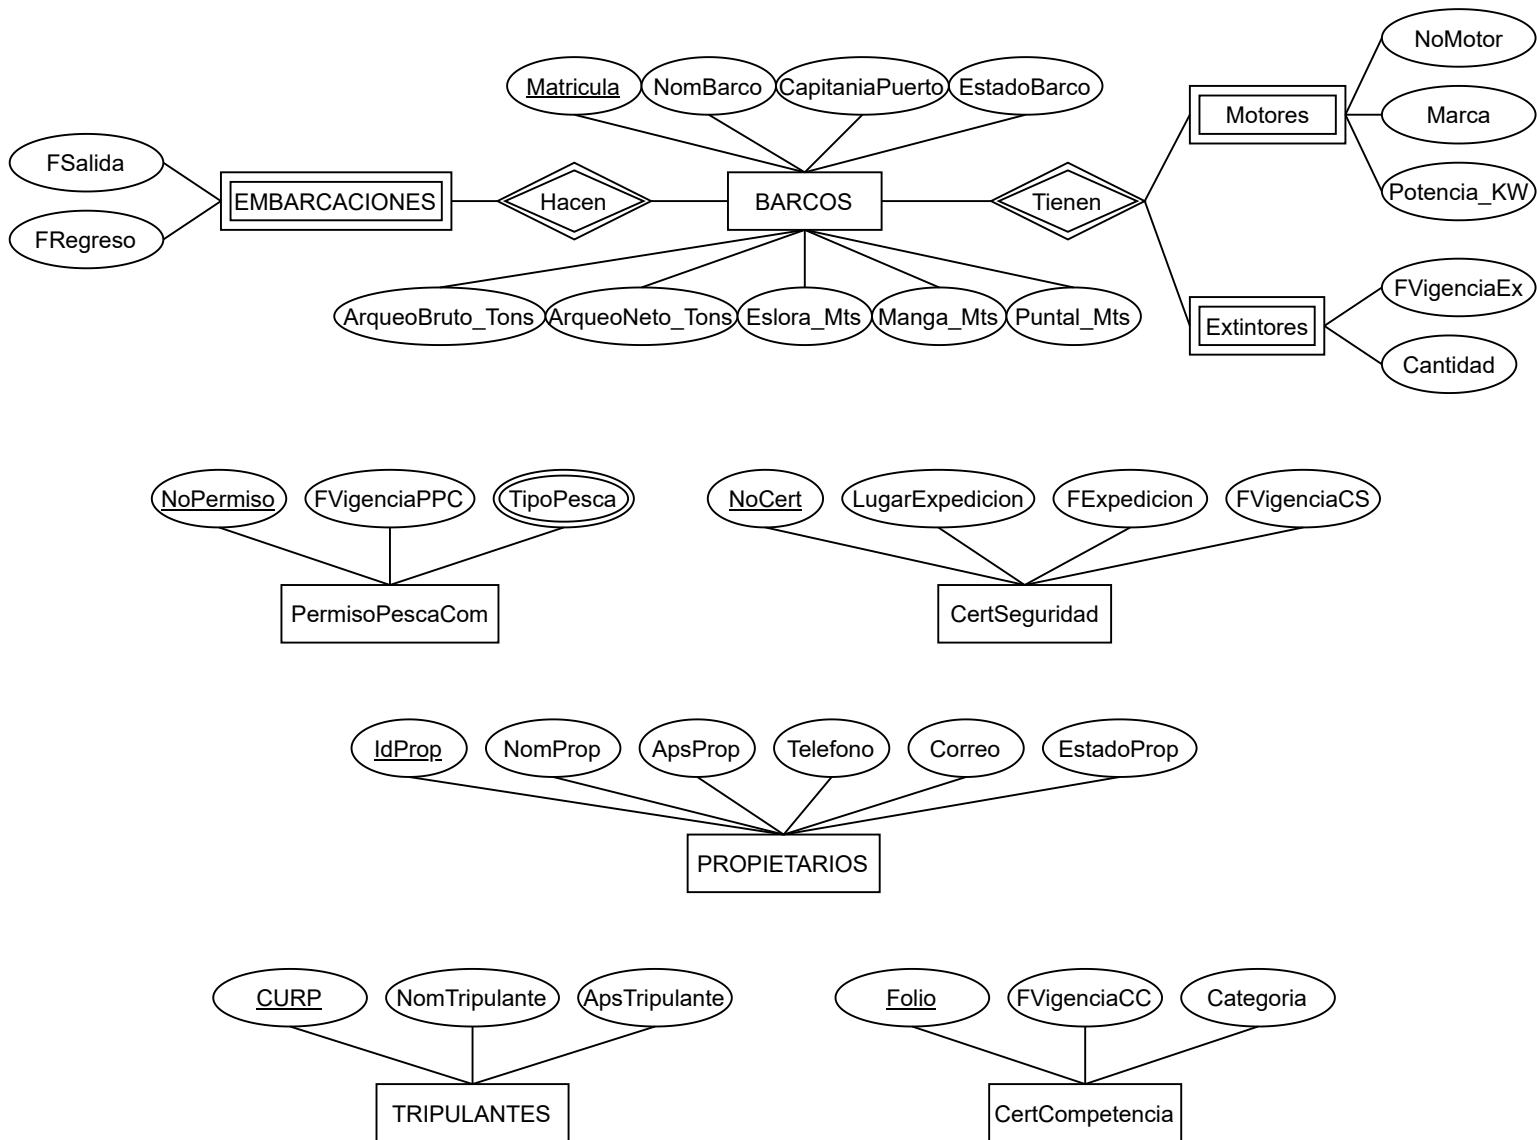 NoMotor
Matricula
NomBarco
CapitaniaPuerto
EstadoBarco
Motores
Marca
FSalida
EMBARCACIONES
Hacen
BARCOS
Tienen
Potencia_KW
FRegreso
FVigenciaEx
ArqueoBruto_Tons
ArqueoNeto_Tons
Eslora_Mts
Manga_Mts
Puntal_Mts
Extintores
Cantidad
NoPermiso
FVigenciaPPC
TipoPesca
NoCert
LugarExpedicion
FExpedicion
FVigenciaCS
PermisoPescaCom
CertSeguridad
IdProp
NomProp
ApsProp
Telefono
Correo
EstadoProp
PROPIETARIOS
CURP
NomTripulante
ApsTripulante
Folio
FVigenciaCC
Categoria
TRIPULANTES
CertCompetencia